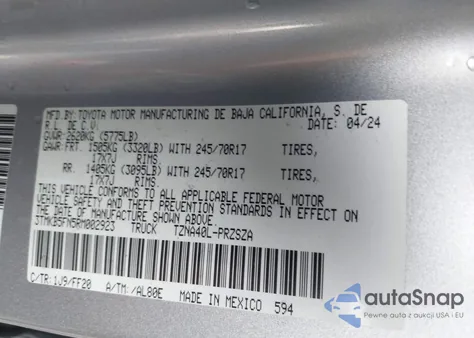 MFD.BY:TOYOTA MOTOR MANUFACTURING DE BAJA CALIFORNIA, S. DE
R.L. DE C.V. DATE: 04/24
GVWR 2620KG (5775LB)
GAWR FRT. 1505KG (3320LB) WITH 245/70R17 TIRES,
17X7J RIMS.
RR. 1405KG (3095LB) WITH 245/70R17 TIRES,
17X7J RIMS.
THIS VEHICLE CONFORMS TO ALL APPLICABLE FEDERAL MOTOR
VEHICLE SAFETY AND THEFT PREVENTION STANDARDS IN EFFECT
ON THE DATE OF MANUFACTURE SHOWN ABOVE.
TRUCK TZNA40L-PRZSZA
C/TR:1J9/FF20 A/TM:/AL80E MADE IN MEXICO 594
autoSnap
Pewne auta z USA i Kanady